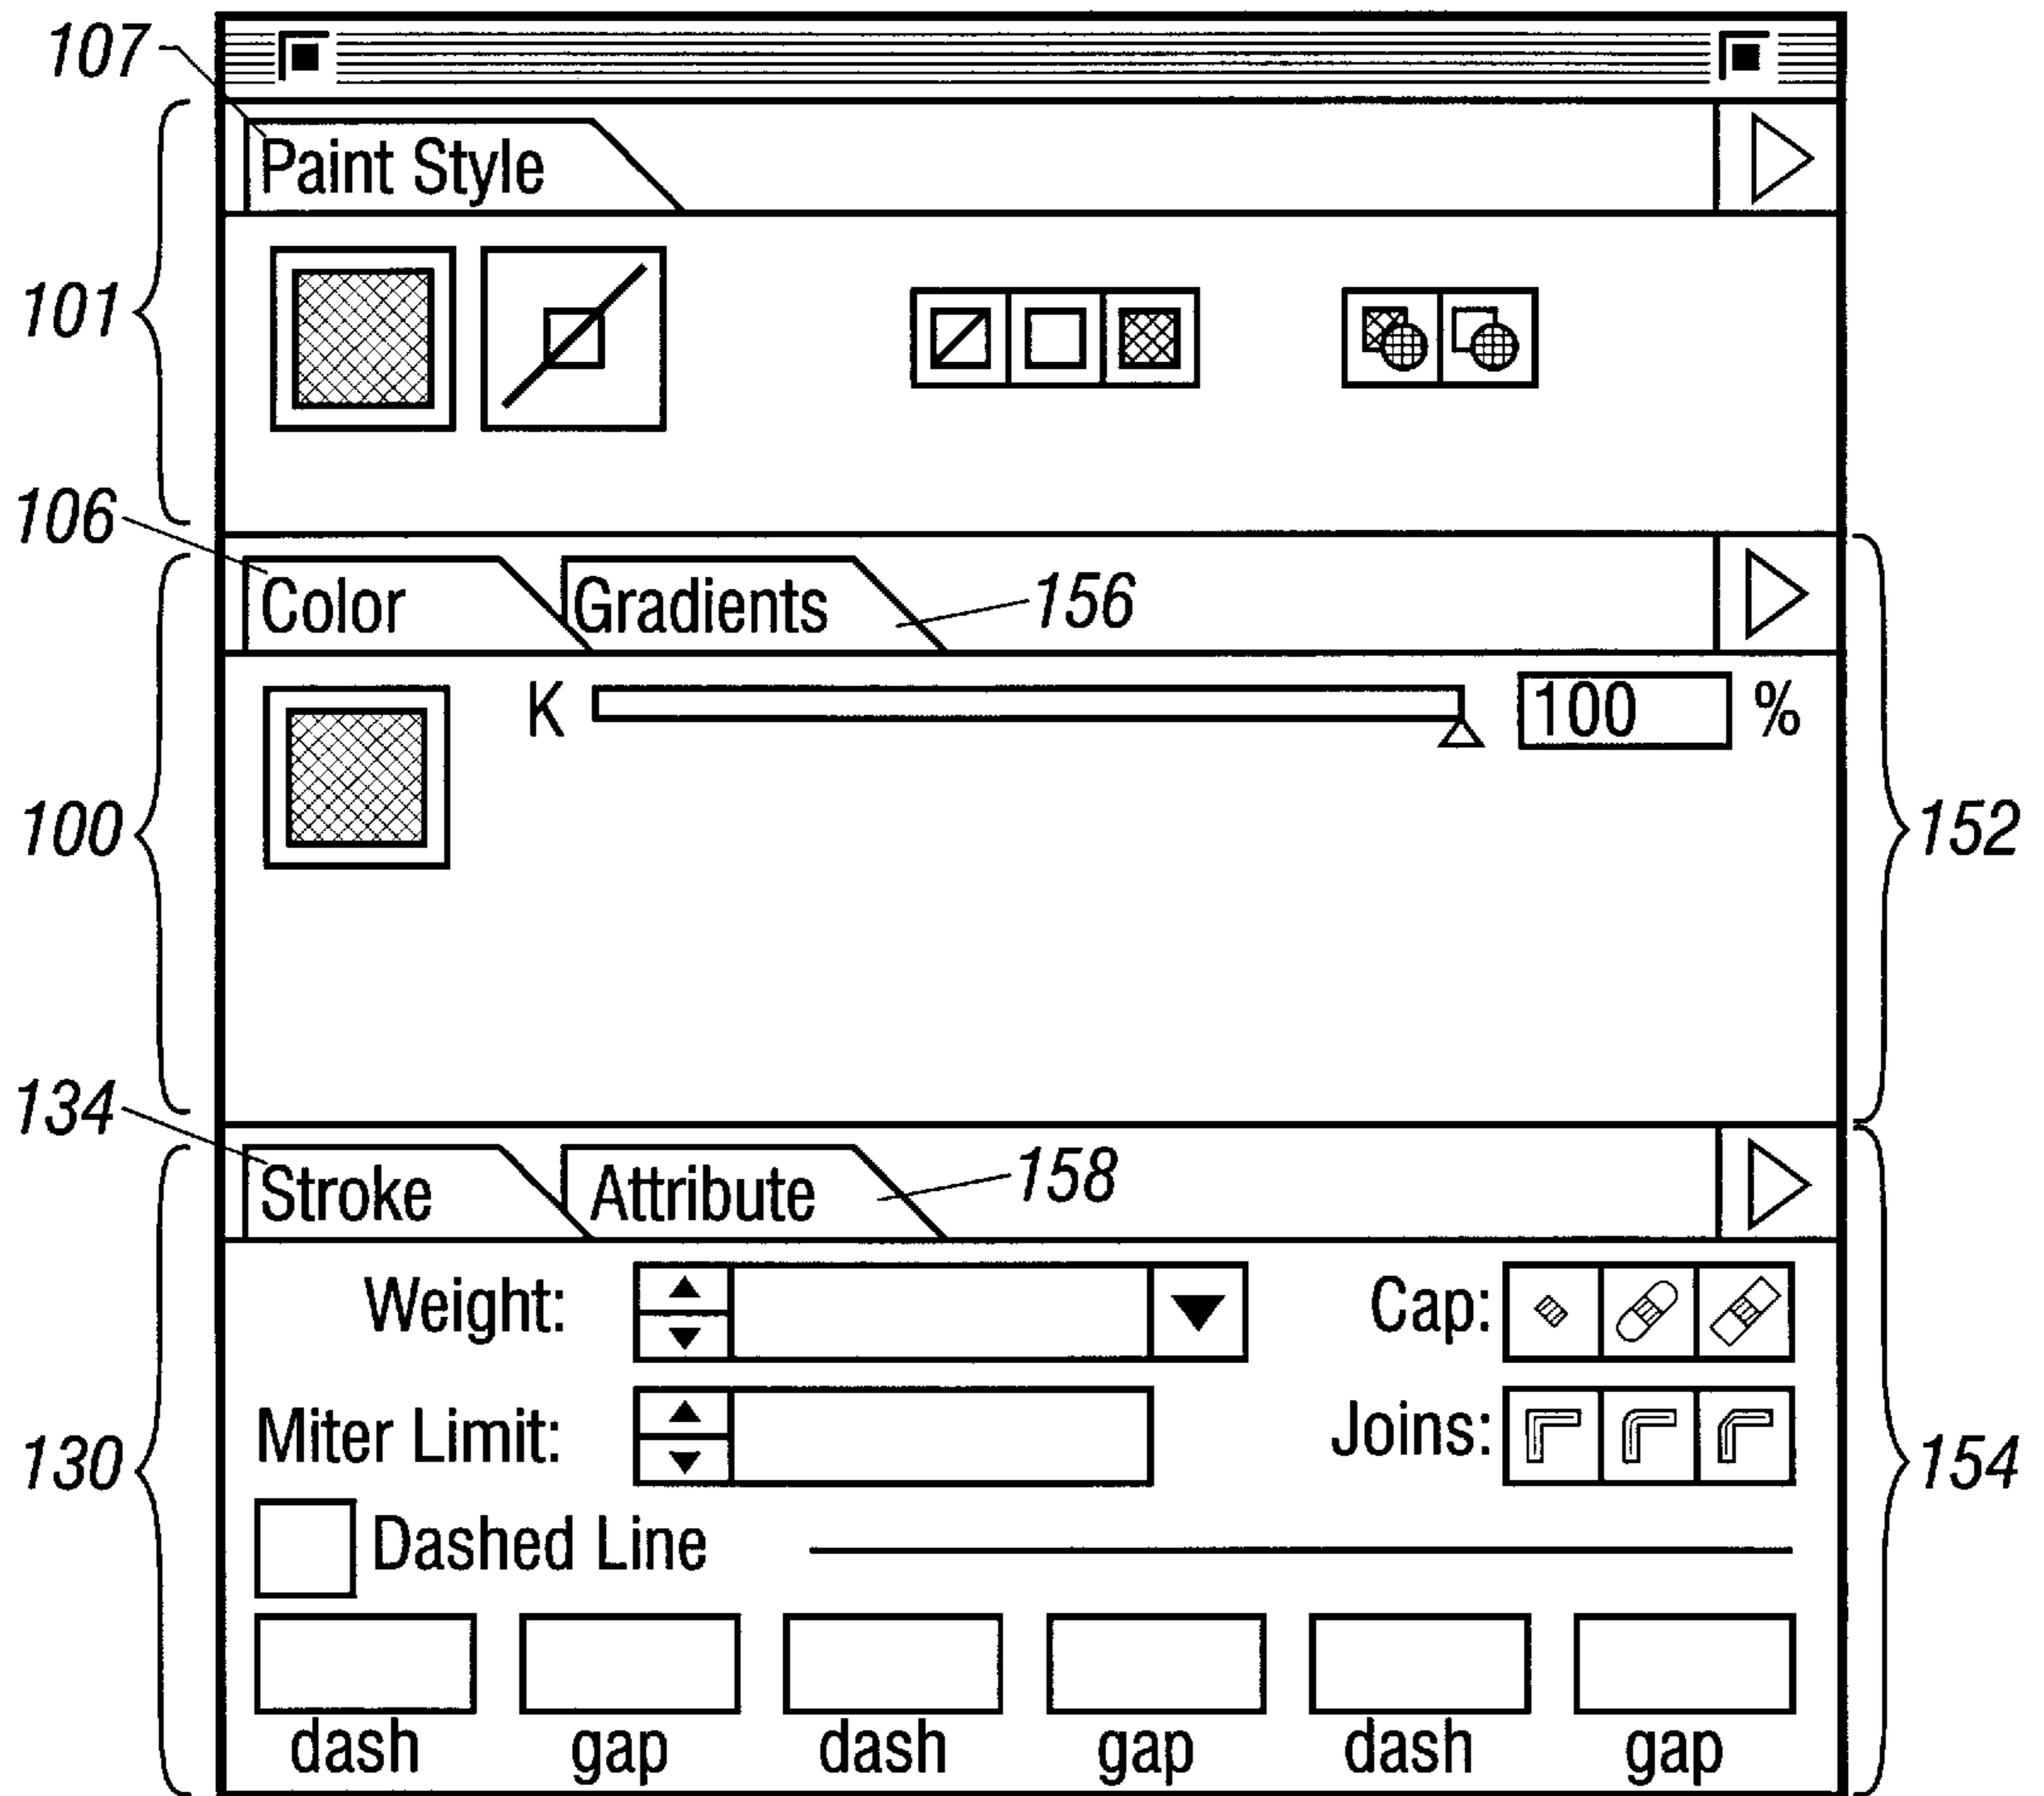 107
Paint Style
101
106
Color Gradients 156
K 100 %
100
152
134
Stroke Attribute 158
Weight: Cap:
Miter Limit: Joins:
130
154
Dashed Line
dash gap dash gap dash gap